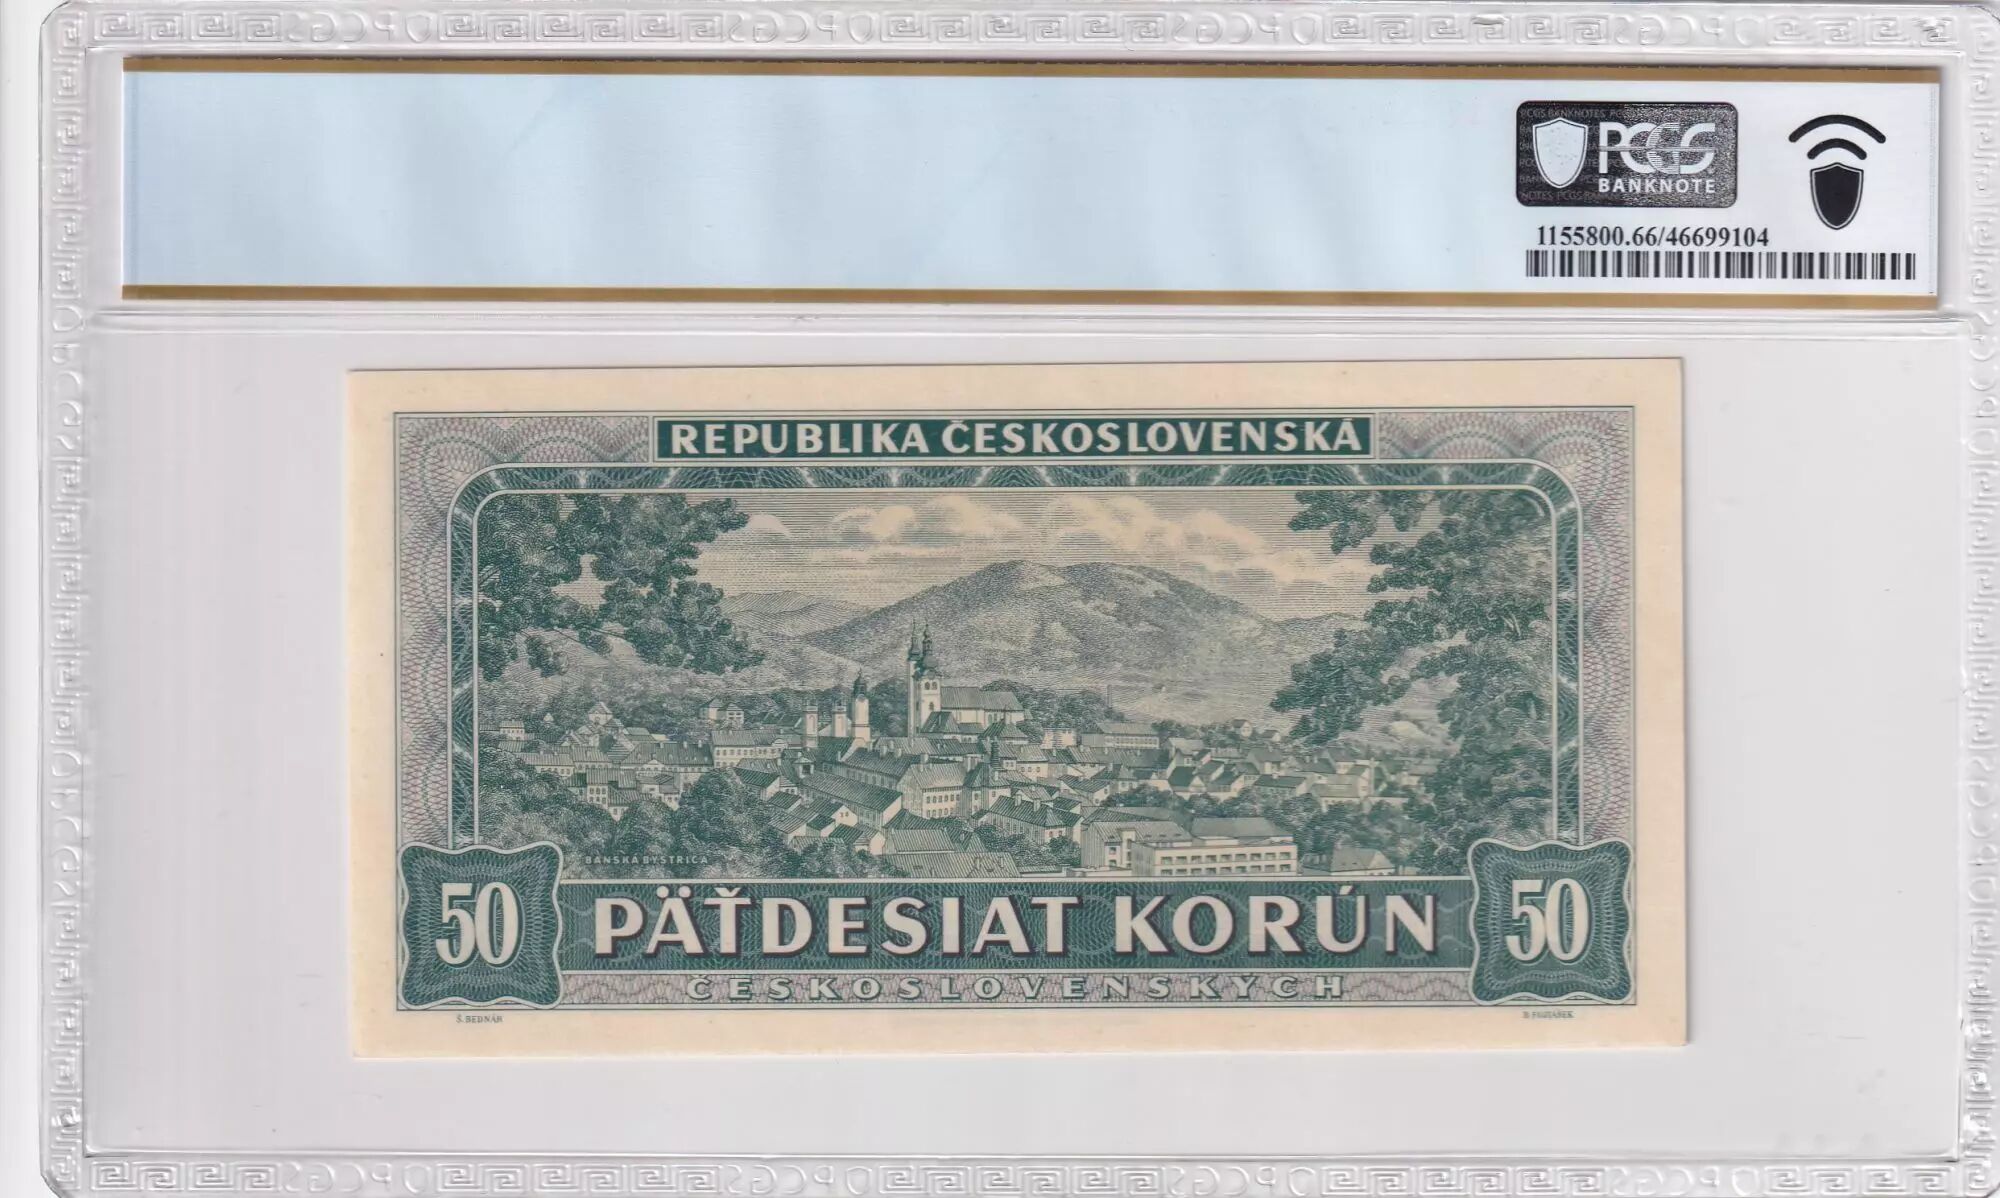 PCGS
BANKNOTE
1155800.66/46699104
REPUBLIKA ČESKOSLOVENSKÁ
BANSKÁ BYSTRICA
50 PÄŤDESIAT KORÚN 50
ČESKOSLOVENSKÝCH
Š. BEDNÁR